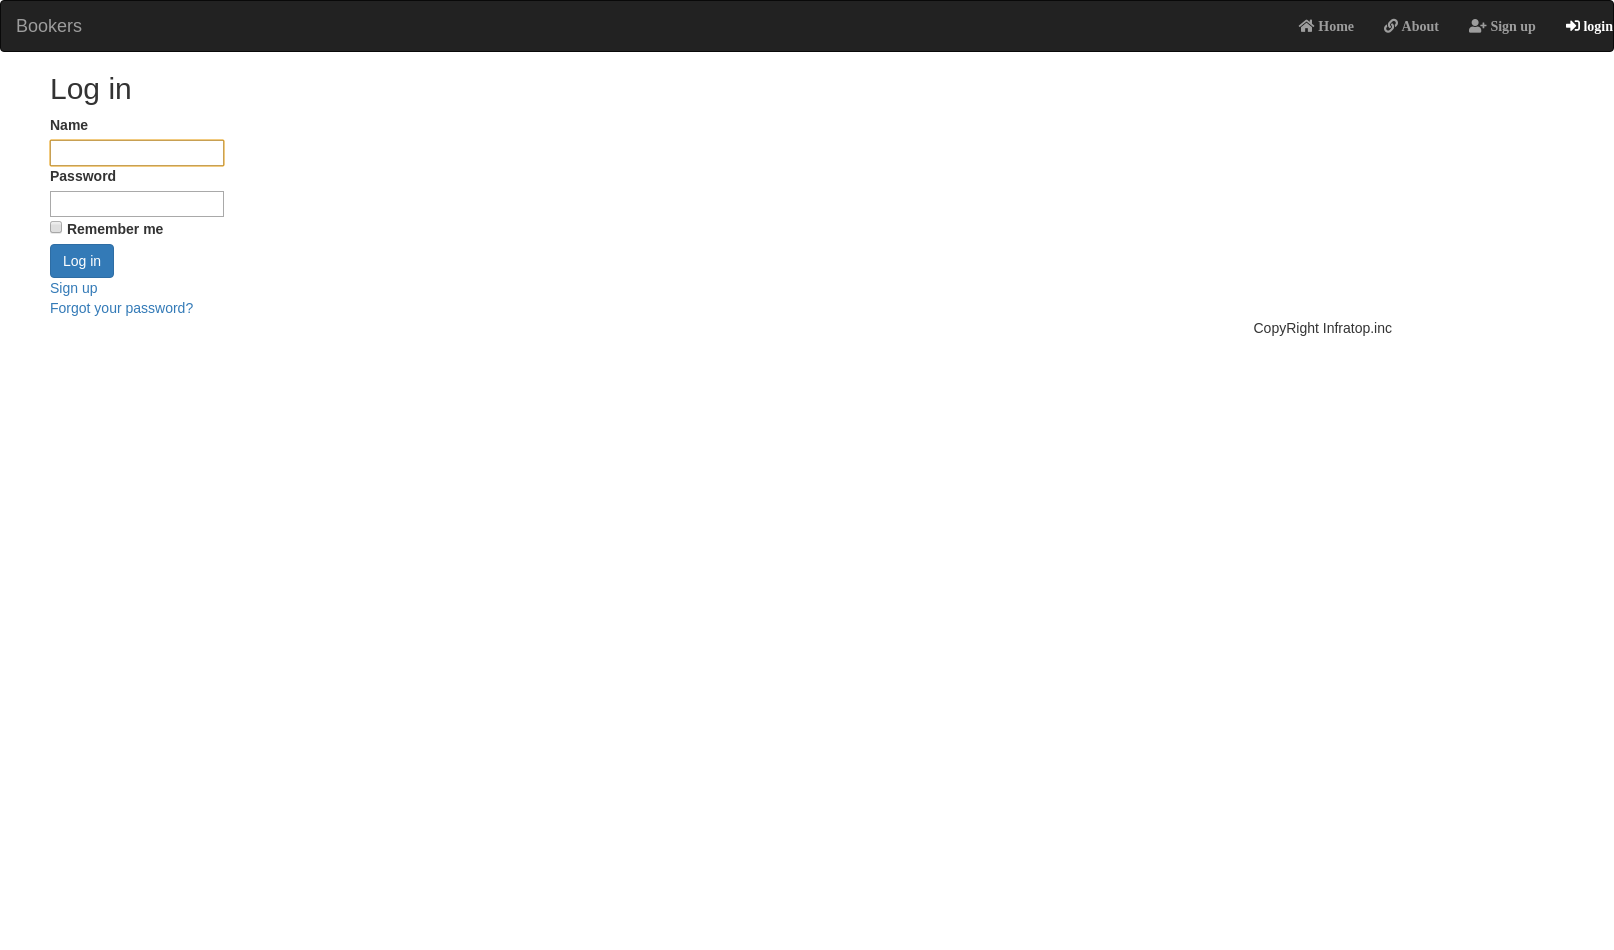 Bookers Home About Sign up login
Log in
Name
Password
Remember me
Log in
Sign up
Forgot your password?
CopyRight Infratop.inc